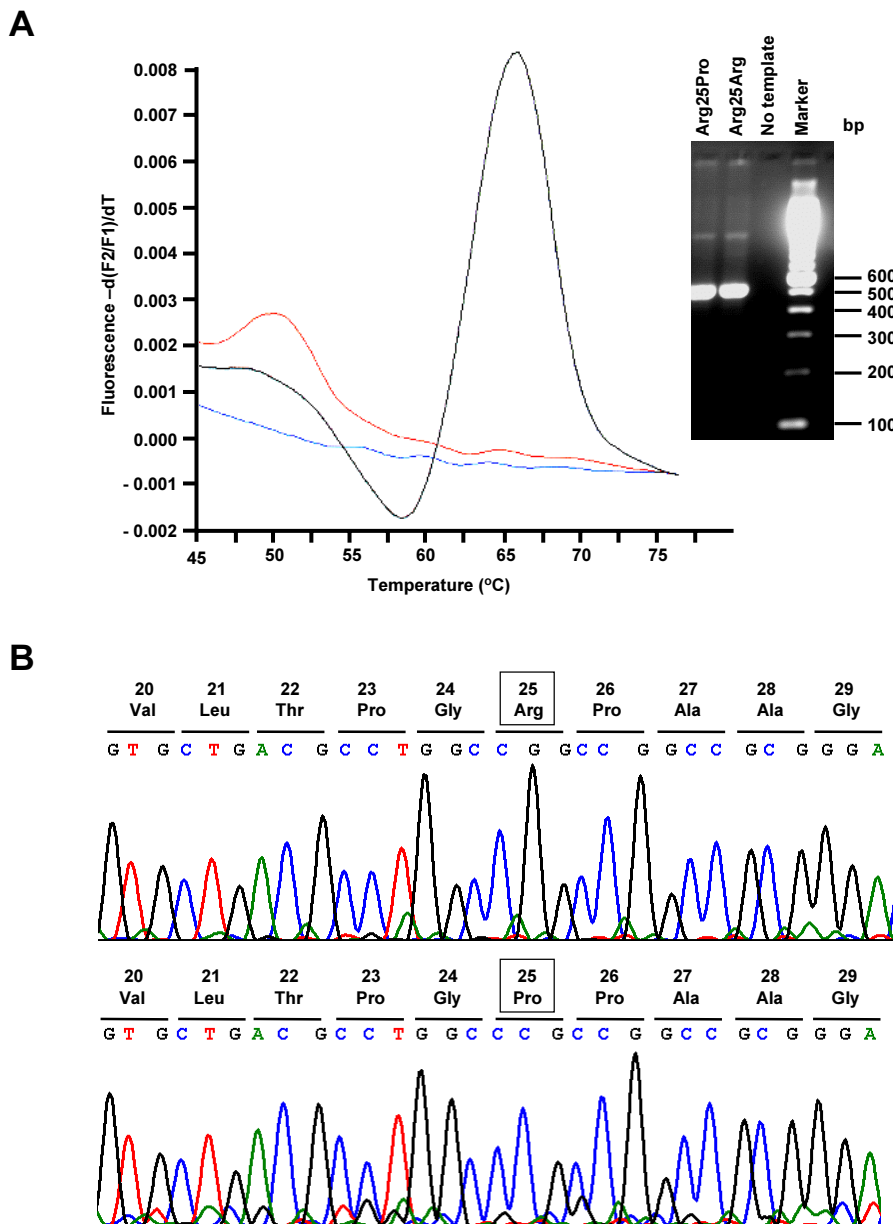 A
Fluorescence –d(F2/F1)/dT
0.008
0.007
0.006
0.005
0.004
0.003
0.002
0.001
0.000
- 0.001
- 0.002
45
50
55
60
65
70
75
Temperature (ºC)
Arg25Pro
Arg25Arg
No template
Marker
bp
600
500
400
300
200
100
B
20 21 22 23 24 25 26 27 28 29
Val Leu Thr Pro Gly Arg Pro Ala Ala Gly
G T G C T G A C G C C T G G C C G G C C G G C C G C G G G A
20 21 22 23 24 25 26 27 28 29
Val Leu Thr Pro Gly Pro Pro Ala Ala Gly
G T G C T G A C G C C T G G C C C G C C G G C C G C G G G A